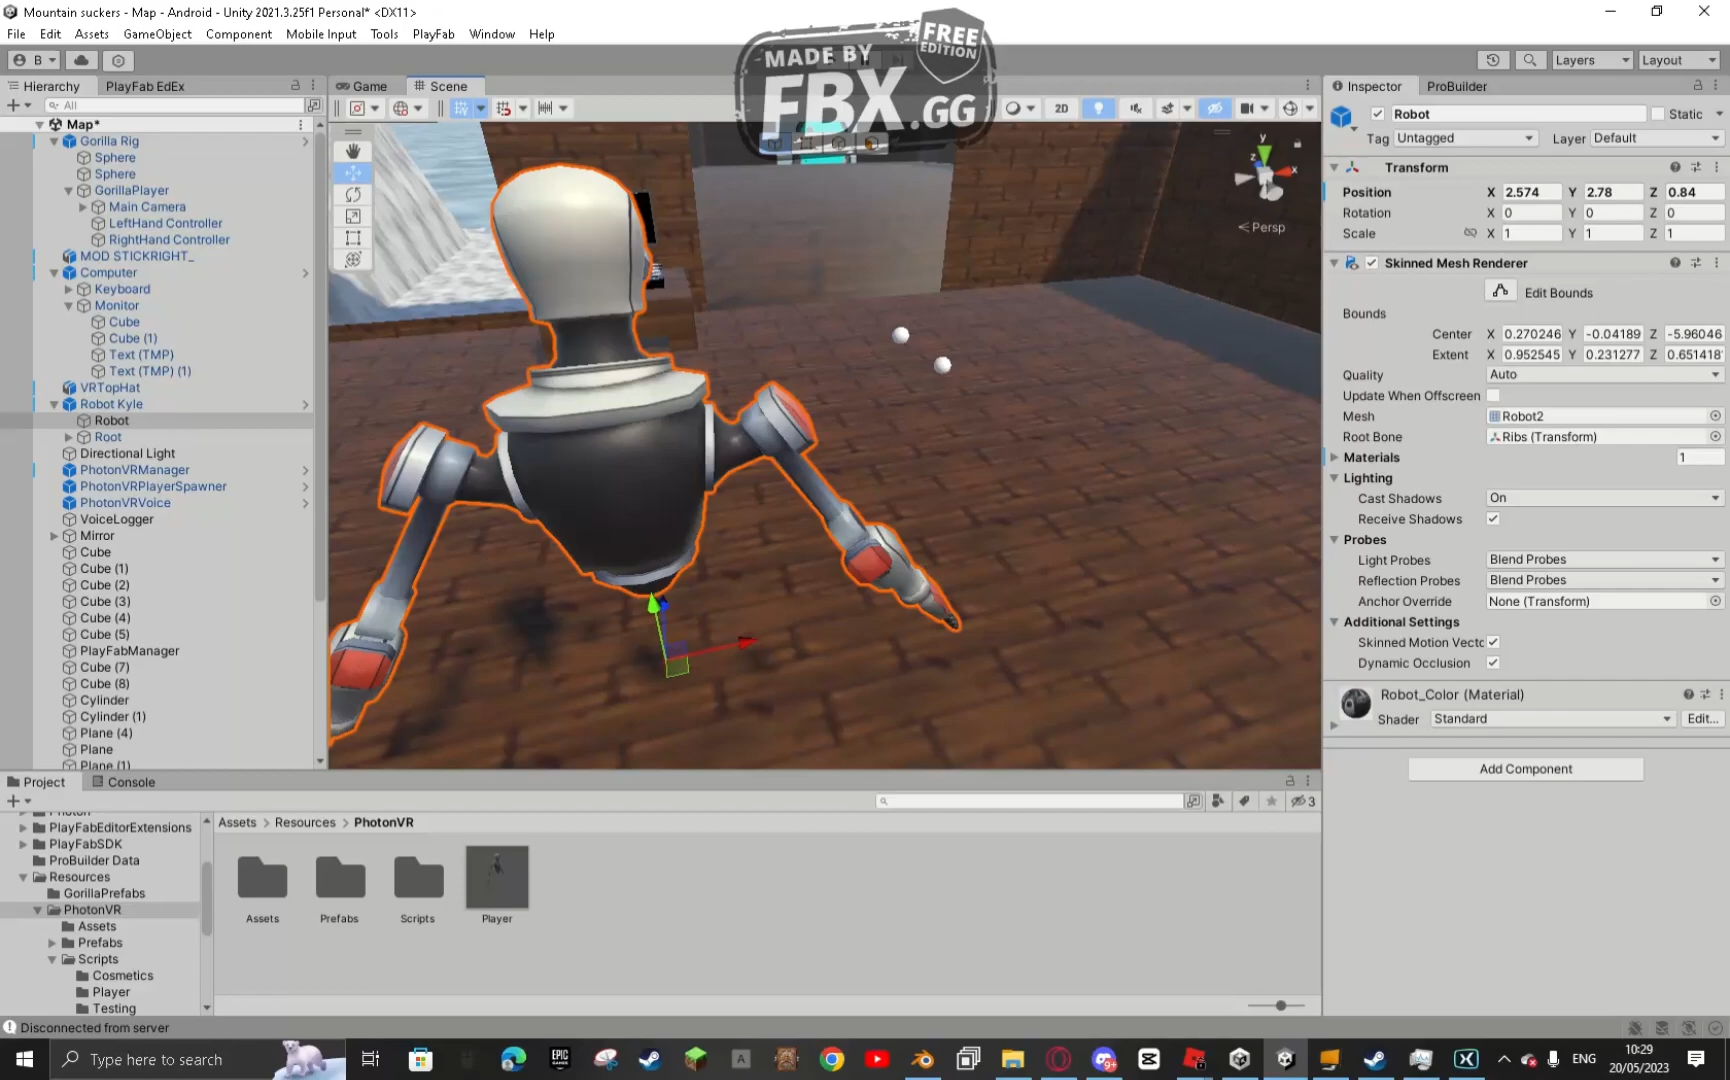 Mountain suckers - Map - Android - Unity 2021.3.25f1 Personal* <DX11>
File Edit Assets GameObject Component Mobile Input Tools PlayFab Window Help
B
Layers Layout
MADE BY
FREE EDITION
FBX.GG
Hierarchy PlayFab EdEx
All
Map*
Gorilla Rig
Sphere
Sphere
GorillaPlayer
Main Camera
LeftHand Controller
RightHand Controller
MOD STICKRIGHT_
Computer
Keyboard
Monitor
Cube
Cube (1)
Text (TMP)
Text (TMP) (1)
VRTopHat
Robot Kyle
Robot
Root
Directional Light
PhotonVRManager
PhotonVRPlayerSpawner
PhotonVRVoice
VoiceLogger
Mirror
Cube
Cube (1)
Cube (2)
Cube (3)
Cube (4)
Cube (5)
PlayFabManager
Cube (7)
Cube (8)
Cylinder
Cylinder (1)
Plane (4)
Plane
Plane (1)
Game Scene
2D
y
z
x
< Persp
Inspector ProBuilder
Robot Static
Tag Untagged Layer Default
Transform
Position X 2.574 Y 2.78 Z 0.84
Rotation X 0 Y 0 Z 0
Scale X 1 Y 1 Z 1
Skinned Mesh Renderer
Edit Bounds
Bounds
Center X 0.270246 Y -0.04189 Z -5.96046
Extent X 0.952545 Y 0.231277 Z 0.651418
Quality Auto
Update When Offscreen
Mesh Robot2
Root Bone Ribs (Transform)
Materials 1
Lighting
Cast Shadows On
Receive Shadows
Probes
Light Probes Blend Probes
Reflection Probes Blend Probes
Anchor Override None (Transform)
Additional Settings
Skinned Motion Vectc
Dynamic Occlusion
Robot_Color (Material)
Shader Standard Edit...
Add Component
Project Console
3
Photon
PlayFabEditorExtensions
PlayFabSDK
ProBuilder Data
Resources
GorillaPrefabs
PhotonVR
Assets
Prefabs
Scripts
Cosmetics
Player
Testing
Assets > Resources > PhotonVR
Assets Prefabs Scripts Player
Disconnected from server
Type here to search
EPIC GAMES
A
9+
ENG
10:29
20/05/2023